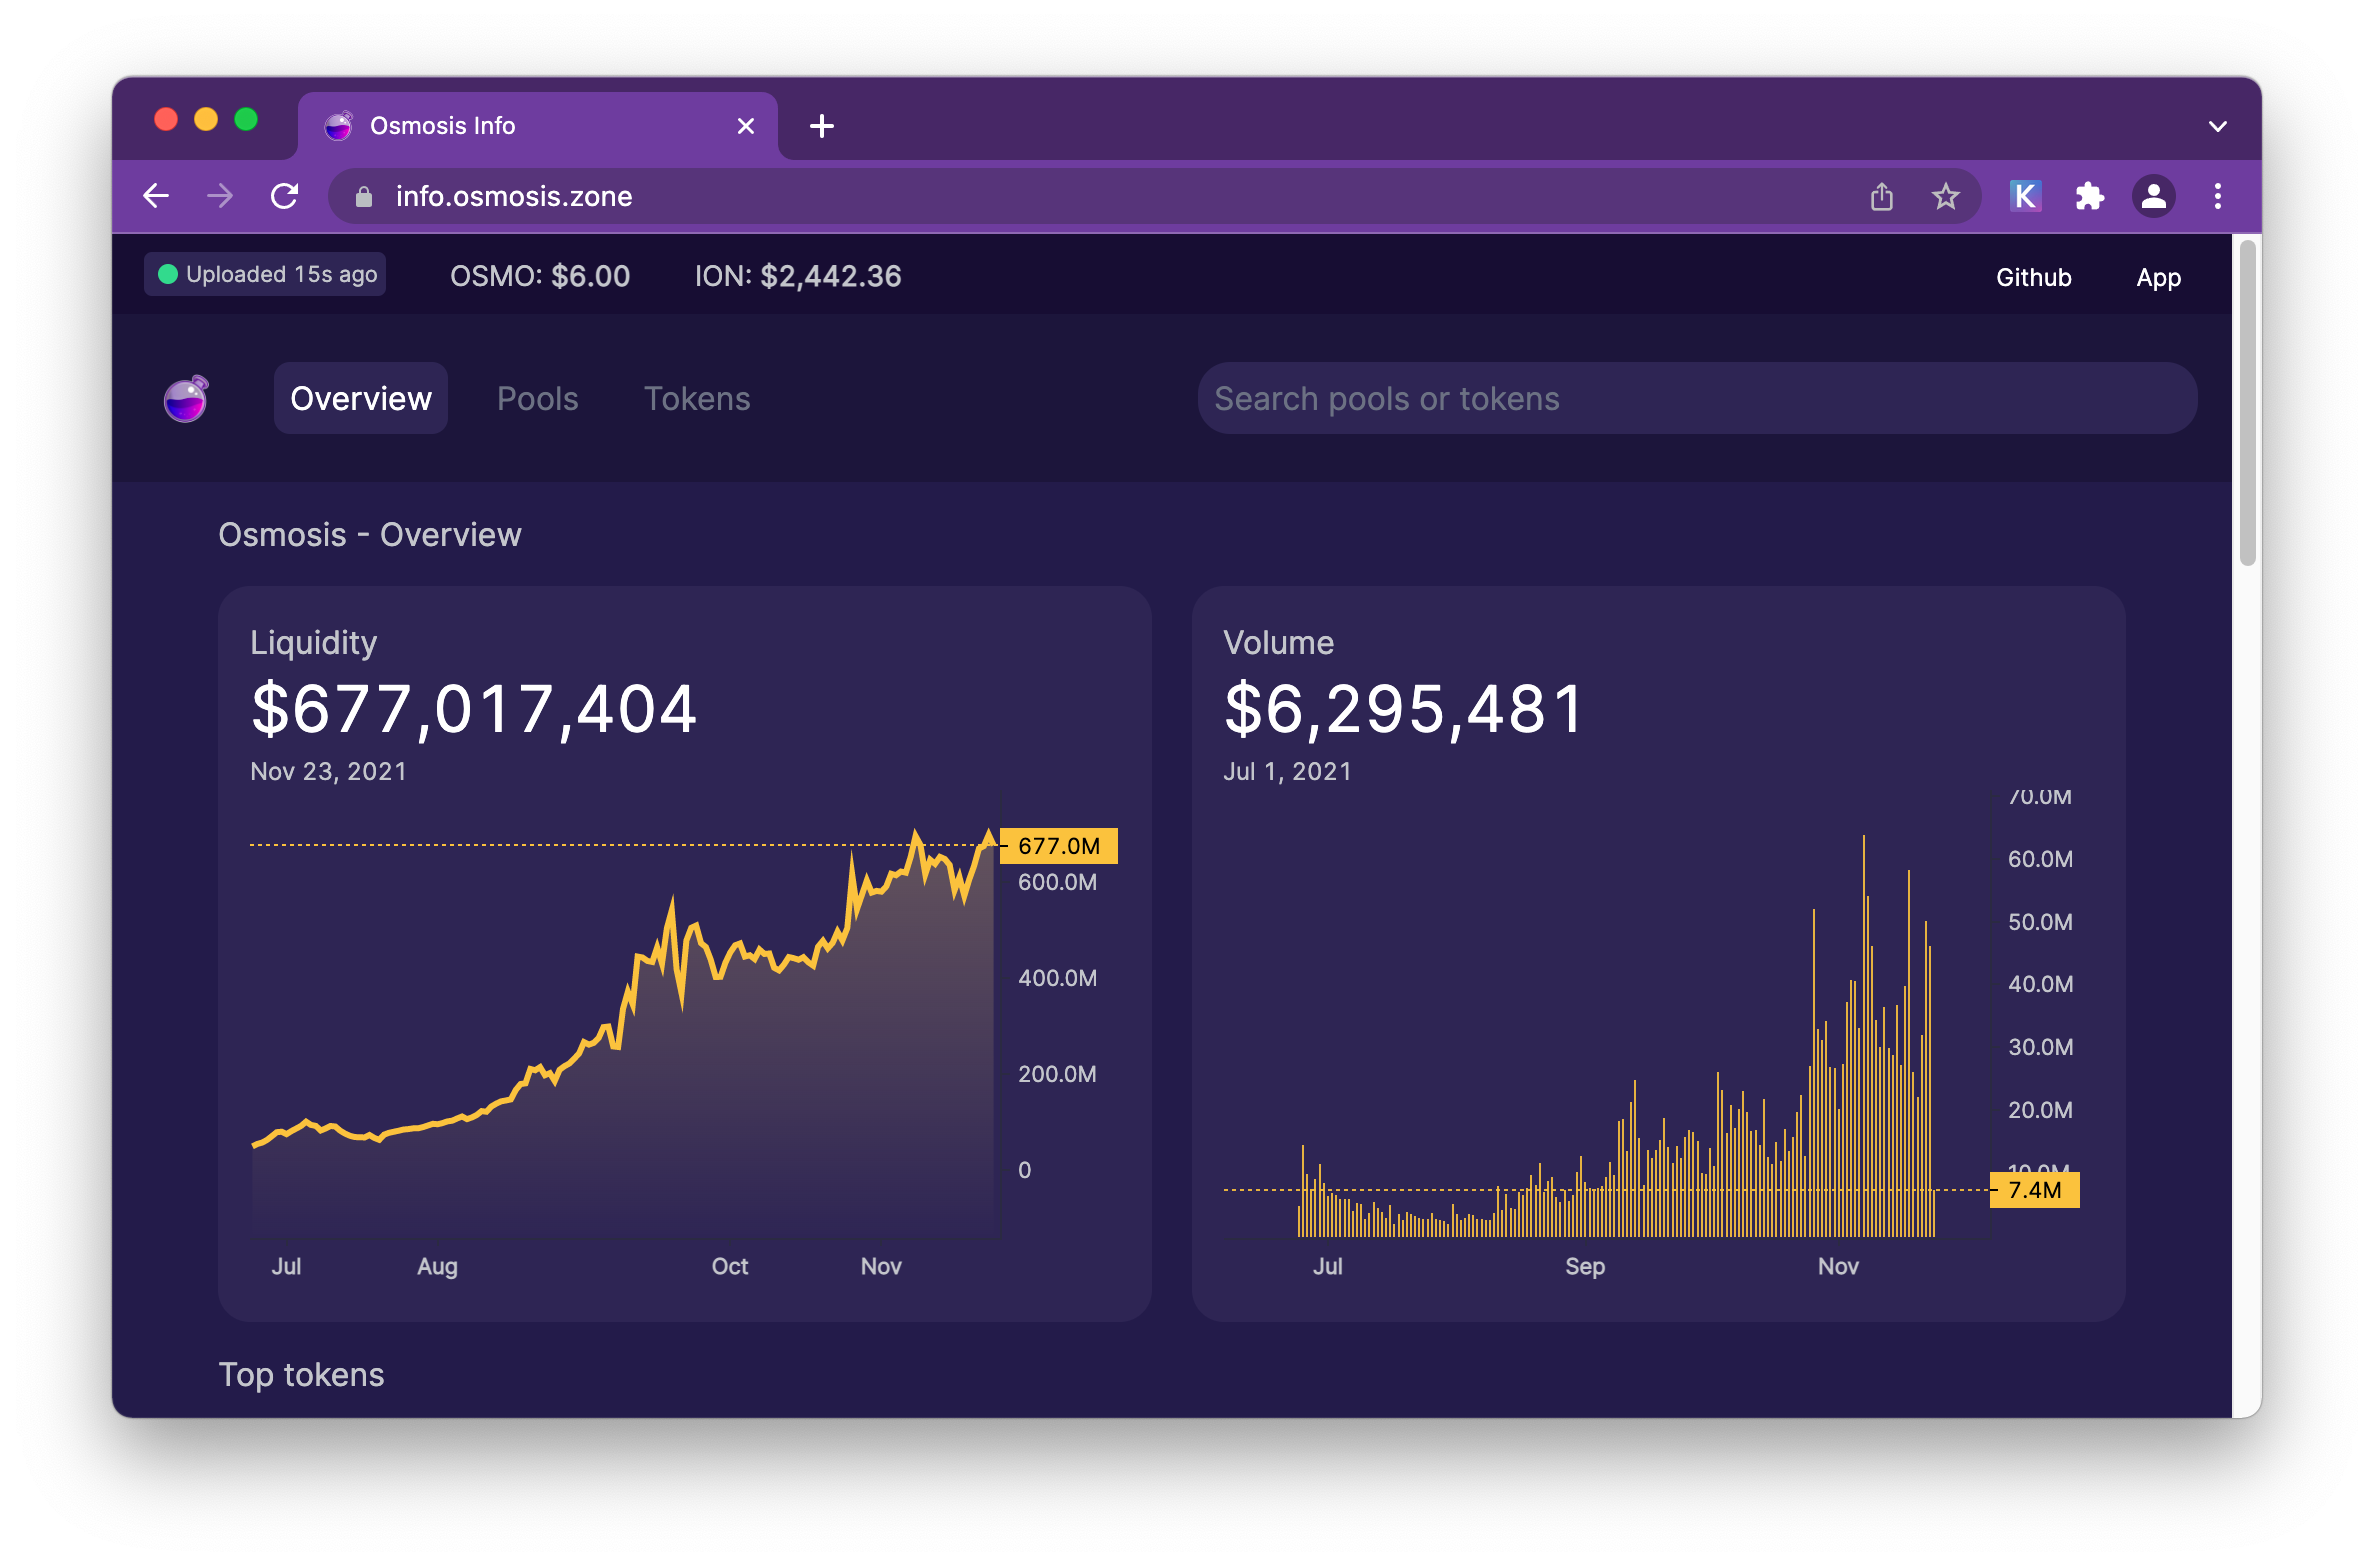 Osmosis Info
info.osmosis.zone
K
Uploaded 15s ago
OSMO: $6.00
ION: $2,442.36
Github
App
Overview
Pools
Tokens
Search pools or tokens
Osmosis - Overview
Liquidity
$677,017,404
Nov 23, 2021
677.0M
600.0M
400.0M
200.0M
0
Jul
Aug
Oct
Nov
Volume
$6,295,481
Jul 1, 2021
70.0M
60.0M
50.0M
40.0M
30.0M
20.0M
10.0M
7.4M
Jul
Sep
Nov
Top tokens